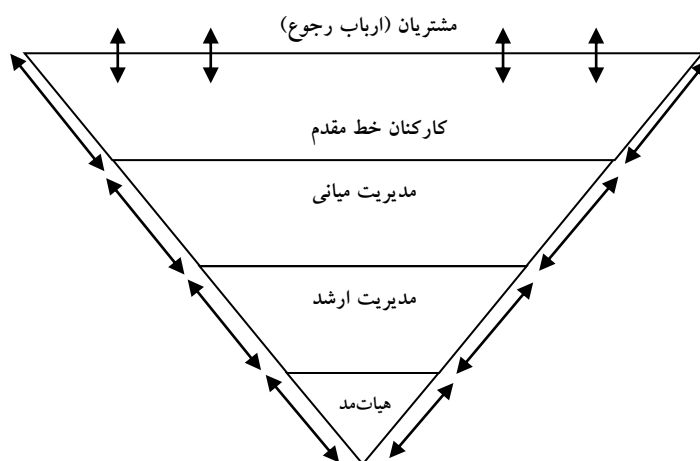 مشتریان (ارباب رجوع)
کارکنان خط مقدم
مدیریت میانی
مدیریت ارشد
هیات‌مد